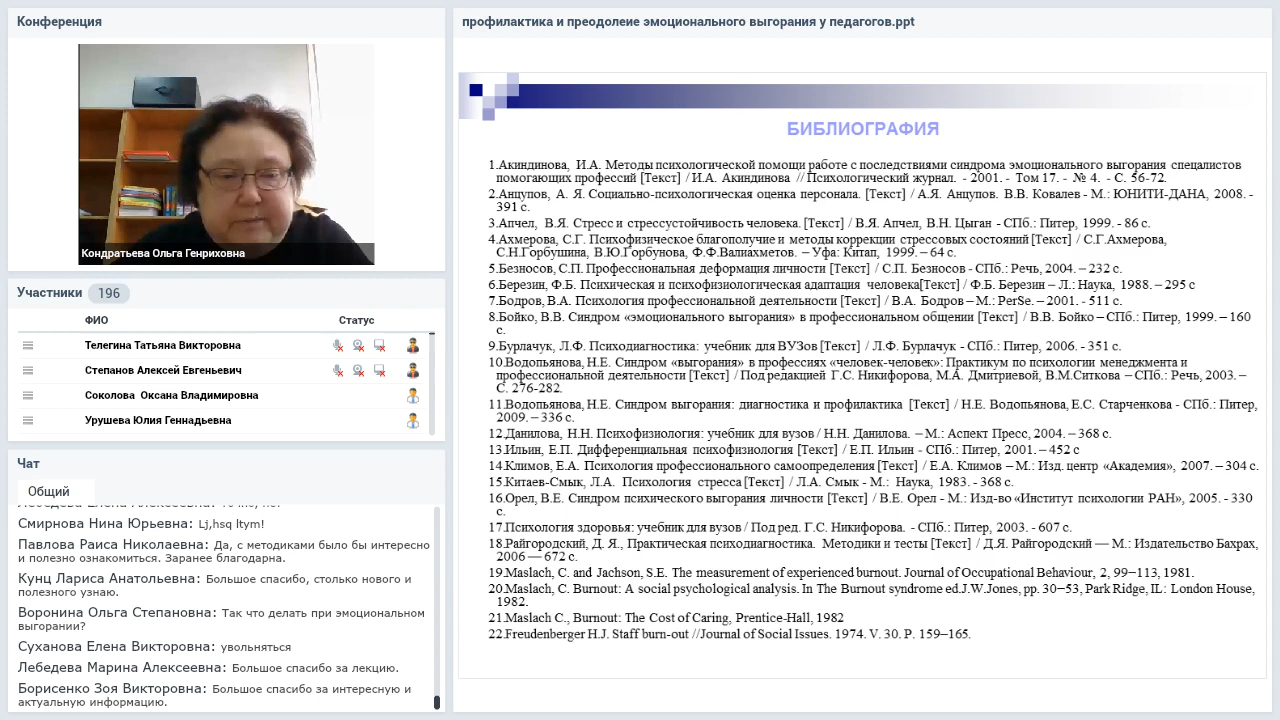 Конференция
Кондратьева Ольга Генриховна
Участники 196
ФИО Статус
Телегина Татьяна Викторовна
Степанов Алексей Евгеньевич
Соколова Оксана Владимировна
Урушева Юлия Геннадьевна
Чат
Общий
Смирнова Нина Юрьевна: Lj,hsq ltym!
Павлова Раиса Николаевна: Да, с методиками было бы интересно
и полезно ознакомиться. Заранее благодарна.
Кунц Лариса Анатольевна: Большое спасибо, столько нового и
полезного узнаю.
Воронина Ольга Степановна: Так что делать при эмоциональном
выгорании?
Суханова Елена Викторовна: увольняться
Лебедева Марина Алексеевна: Большое спасибо за лекцию.
Борисенко Зоя Викторовна: Большое спасибо за интересную и
актуальную информацию.
профилактика и преодолеие эмоционального выгорания у педагогов.ppt
БИБЛИОГРАФИЯ
1.Акиндинова, И.А. Методы психологической помощи работе с последствиями синдрома эмоционального выгорания спецалистов
помогающих профессий [Текст] / И.А. Акиндинова // Психологический журнал. - 2001. - Том 17. - № 4. - С. 56-72.
2.Анцупов, А. Я. Социально-психологическая оценка персонала. [Текст] / А.Я. Анцупов. В.В. Ковалев - М.: ЮНИТИ-ДАНА, 2008. -
391 с.
3.Апчел, В.Я. Стресс и стрессустойчивость человека. [Текст] / В.Я. Апчел, В.Н. Цыган - СПб.: Питер, 1999. - 86 с.
4.Ахмерова, С.Г. Психофизическое благополучие и методы коррекции стрессовых состояний [Текст] / С.Г.Ахмерова,
С.Н.Горбушина, В.Ю.Горбунова, Ф.Ф.Валиахметов. – Уфа: Китап, 1999. – 64 с.
5.Безносов, С.П. Профессиональная деформация личности [Текст] / С.П. Безносов - СПб.: Речь, 2004. – 232 с.
6.Березин, Ф.Б. Психическая и психофизиологическая адаптация человека[Текст] / Ф.Б. Березин – Л.: Наука, 1988. – 295 с
7.Бодров, В.А. Психология профессиональной деятельности [Текст] / В.А. Бодров – М.: PerSe. – 2001. - 511 с.
8.Бойко, В.В. Синдром «эмоционального выгорания» в профессиональном общении [Текст] / В.В. Бойко – СПб.: Питер, 1999. – 160
с.
9.Бурлачук, Л.Ф. Психодиагностика: учебник для ВУЗов [Текст] / Л.Ф. Бурлачук - СПб.: Питер, 2006. - 351 с.
10.Водопьянова, Н.Е. Синдром «выгорания» в профессиях «человек-человек»: Практикум по психологии менеджмента и
профессиональной деятельности [Текст] / Под редакцией Г.С. Никифорова, М.А. Дмитриевой, В.М.Ситкова – СПб.: Речь, 2003. –
С. 276-282.
11.Водопьянова, Н.Е. Синдром выгорания: диагностика и профилактика [Текст] / Н.Е. Водопьянова, Е.С. Старченкова - СПб.: Питер,
2009. – 336 с.
12.Данилова, Н.Н. Психофизиология: учебник для вузов / Н.Н. Данилова. – М.: Аспект Пресс, 2004. – 368 с.
13.Ильин, Е.П. Дифференциальная психофизиология [Текст] / Е.П. Ильин - СПб.: Питер, 2001. – 452 с
14.Климов, Е.А. Психология профессионального самоопределения [Текст] / Е.А. Климов – М.: Изд. центр «Академия», 2007. – 304 с.
15.Китаев-Смык, Л.А. Психология стресса [Текст] / Л.А. Смык - М.: Наука, 1983. - 368 с.
16.Орел, В.Е. Синдром психического выгорания личности [Текст] / В.Е. Орел - М.: Изд-во «Институт психологии РАН», 2005. - 330
с.
17.Психология здоровья: учебник для вузов / Под ред. Г.С. Никифорова. - СПб.: Питер, 2003. - 607 с.
18.Райгородский, Д. Я., Практическая психодиагностика. Методики и тесты [Текст] / Д.Я. Райгородский — М.: Издательство Бахрах,
2006 — 672 с.
19.Maslach, C. and Jachson, S.E. The measurement of experienced burnout. Journal of Occupational Behaviour, 2, 99–113, 1981.
20.Maslach, C. Burnout: A social psychological analysis. In The Burnout syndrome ed.J.W.Jones, pp. 30–53, Park Ridge, IL: London House,
1982.
21.Maslach C., Burnout: The Cost of Caring, Prentice-Hall, 1982
22.Freudenberger H.J. Staff burn-out //Journal of Social Issues. 1974. V. 30. P. 159–165.